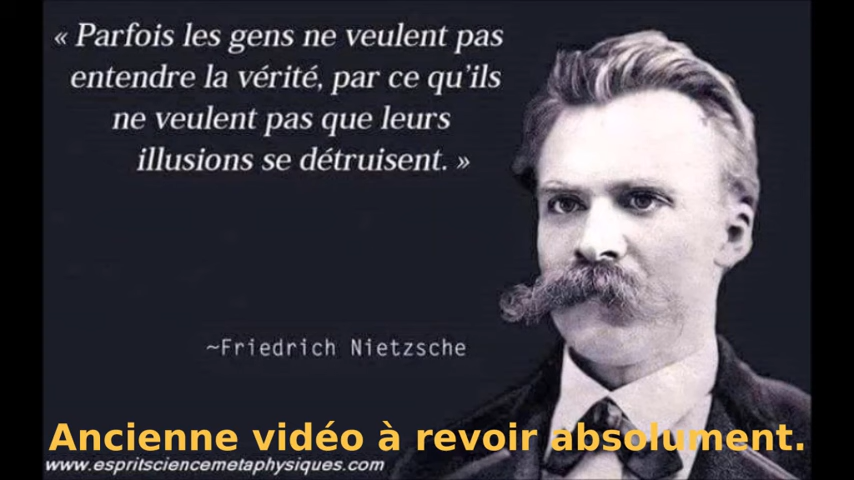 « Parfois les gens ne veulent pas
entendre la vérité, par ce qu'ils
ne veulent pas que leurs
illusions se détruisent. »
~Friedrich Nietzsche
Ancienne vidéo à revoir absolument.
www.espritsciencemetaphysiques.com